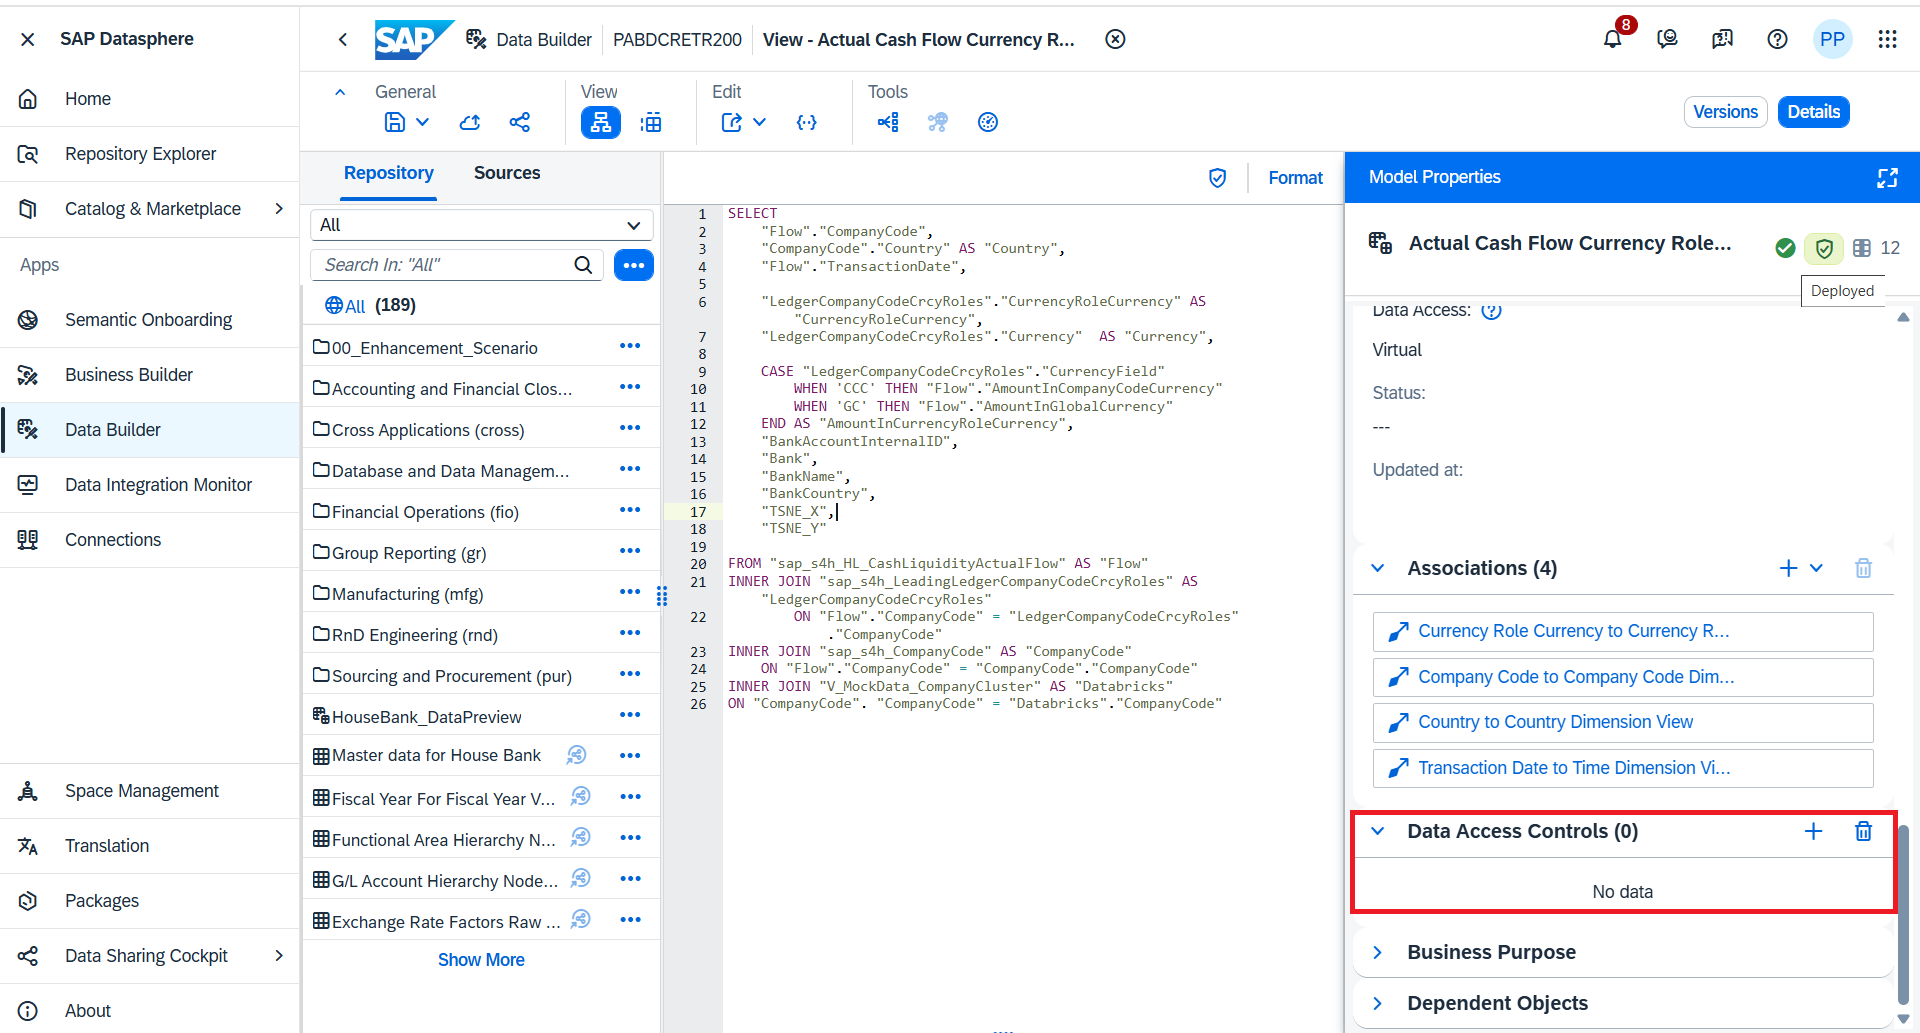 SAP Datasphere
SAP
Data Builder
PABDCRETR200
View - Actual Cash Flow Currency R...
8
PP
Home
Repository Explorer
Catalog & Marketplace
Apps
Semantic Onboarding
Business Builder
Data Builder
Data Integration Monitor
Connections
Space Management
Translation
Packages
Data Sharing Cockpit
About
General
View
Edit
Tools
Versions
Details
Repository
Sources
All
Search In: "All"
All (189)
00_Enhancement_Scenario
Accounting and Financial Clos...
Cross Applications (cross)
Database and Data Managem...
Financial Operations (fio)
Group Reporting (gr)
Manufacturing (mfg)
RnD Engineering (rnd)
Sourcing and Procurement (pur)
HouseBank_DataPreview
Master data for House Bank
Fiscal Year For Fiscal Year V...
Functional Area Hierarchy N...
G/L Account Hierarchy Node...
Exchange Rate Factors Raw ...
Show More
Format
1 SELECT
2 "Flow"."CompanyCode",
3 "CompanyCode"."Country" AS "Country",
4 "Flow"."TransactionDate",
5
6 "LedgerCompanyCodeCrcyRoles"."CurrencyRoleCurrency" AS
"CurrencyRoleCurrency",
7 "LedgerCompanyCodeCrcyRoles"."Currency"  AS "Currency",
8
9 CASE "LedgerCompanyCodeCrcyRoles"."CurrencyField"
10 WHEN 'CCC' THEN "Flow"."AmountInCompanyCodeCurrency"
11 WHEN 'GC' THEN "Flow"."AmountInGlobalCurrency"
12 END AS "AmountInCurrencyRoleCurrency",
13 "BankAccountInternalID",
14 "Bank",
15 "BankName",
16 "BankCountry",
17 "TSNE_X",
18 "TSNE_Y"
19
20 FROM "sap_s4h_HL_CashLiquidityActualFlow" AS "Flow"
21 INNER JOIN "sap_s4h_LeadingLedgerCompanyCodeCrcyRoles" AS
"LedgerCompanyCodeCrcyRoles"
22 ON "Flow"."CompanyCode" = "LedgerCompanyCodeCrcyRoles"
."CompanyCode"
23 INNER JOIN "sap_s4h_CompanyCode" AS "CompanyCode"
24 ON "Flow"."CompanyCode" = "CompanyCode"."CompanyCode"
25 INNER JOIN "V_MockData_CompanyCluster" AS "Databricks"
26 ON "CompanyCode". "CompanyCode" = "Databricks"."CompanyCode"
Model Properties
Actual Cash Flow Currency Role...
12
Deployed
Data Access:
Virtual
Status:
---
Updated at:
Associations (4)
Currency Role Currency to Currency R...
Company Code to Company Code Dim...
Country to Country Dimension View
Transaction Date to Time Dimension Vi...
Data Access Controls (0)
No data
Business Purpose
Dependent Objects